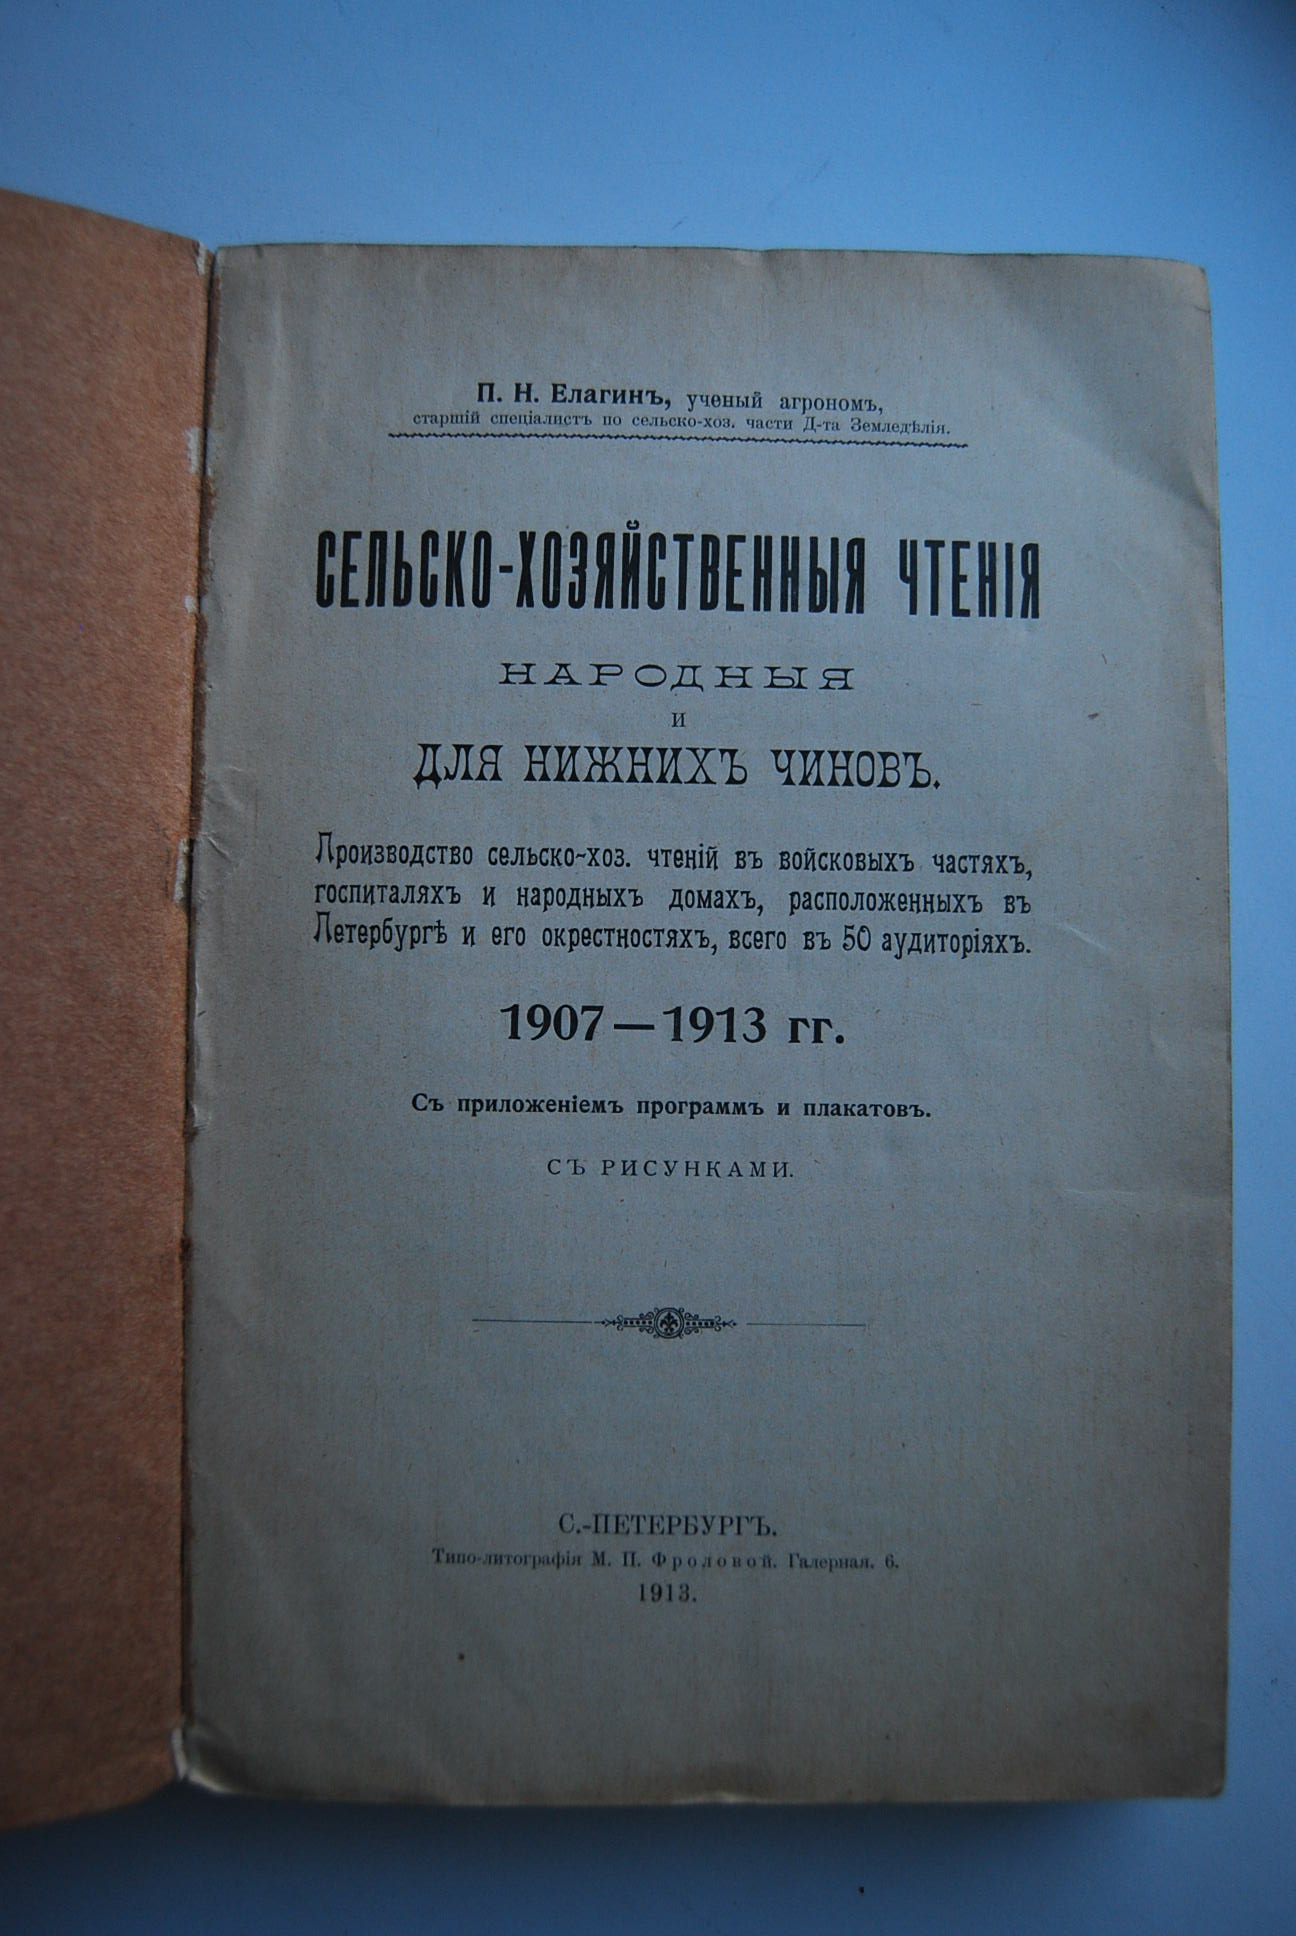 П. Н. Елагинъ, ученый агрономъ,
старшій спеціалистъ по сельско-хоз. части Д-та Земледѣлія.
СЕЛЬСКО-ХОЗЯЙСТВЕННЫЯ ЧТЕНІЯ
НАРОДНЫЯ
И
ДЛЯ НИЖНИХЪ ЧИНОВЪ.
Производство сельско-хоз. чтеній въ войсковыхъ частяхъ,
госпиталяхъ и народныхъ домахъ, расположенныхъ въ
Петербургѣ и его окрестностяхъ, всего въ 50 аудиторіяхъ.
1907—1913 гг.
Съ приложеніемъ программъ и плакатовъ.
СЪ РИСУНКАМИ.
С.-ПЕТЕРБУРГЪ.
Типо-литографія М. П. Фроловой. Галерная. 6.
1913.